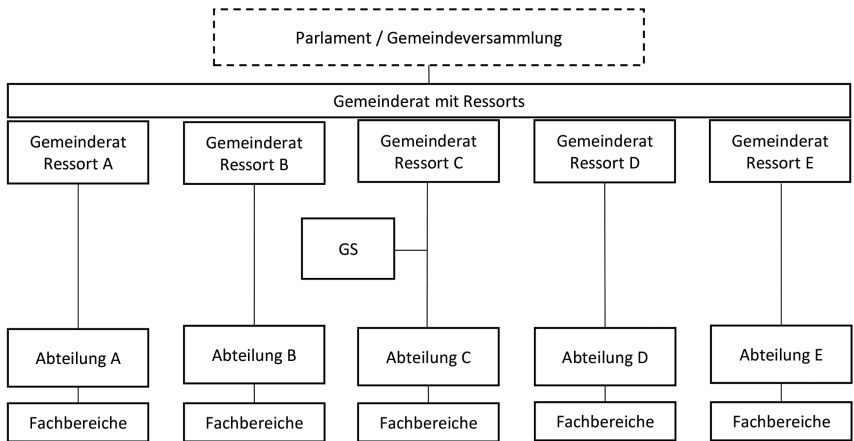 Parlament / Gemeindeversammlung
Gemeinderat mit Ressorts
Gemeinderat
Ressort A
Gemeinderat
Ressort B
Gemeinderat
Ressort C
Gemeinderat
Ressort D
Gemeinderat
Ressort E
GS
Abteilung A
Abteilung B
Abteilung C
Abteilung D
Abteilung E
Fachbereiche
Fachbereiche
Fachbereiche
Fachbereiche
Fachbereiche